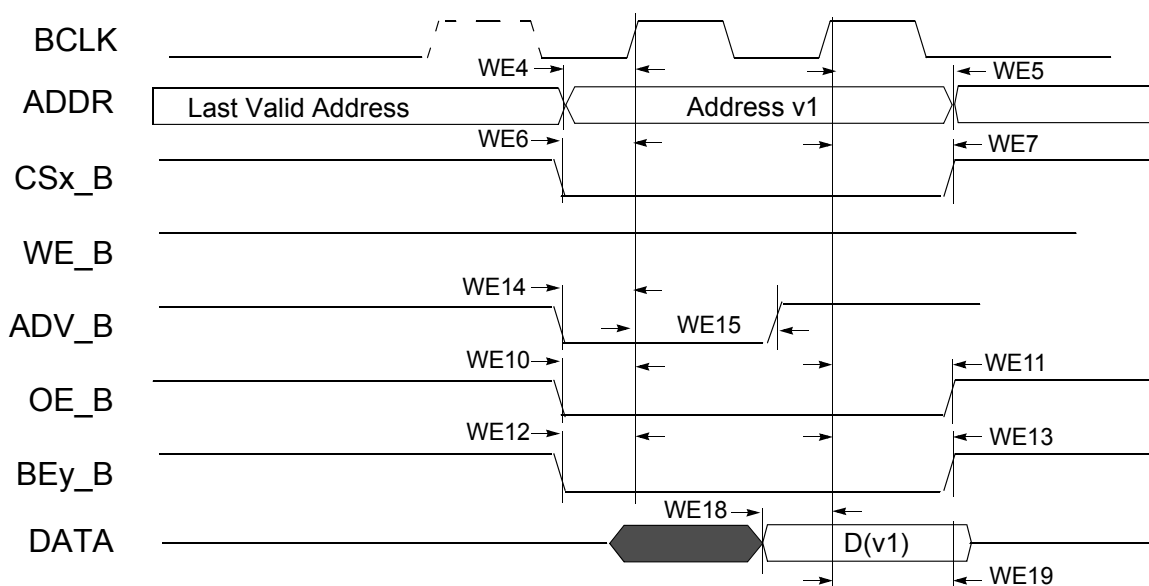 BCLK
WE4
WE5
ADDR
Last Valid Address
Address v1
WE6
WE7
CSx_B
WE_B
WE14
ADV_B
WE15
WE10
WE11
OE_B
WE12
WE13
BEy_B
WE18
DATA
D(v1)
WE19